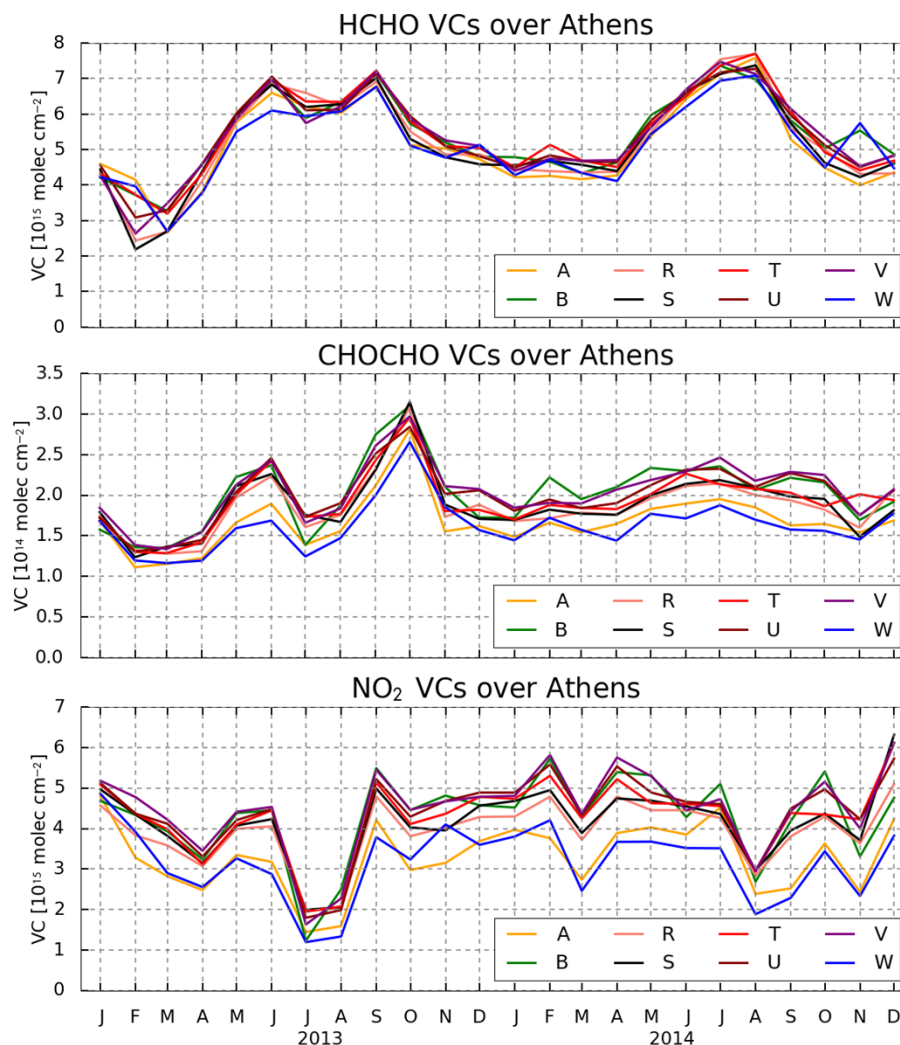 HCHO VCs over Athens
VC [10¹⁵ molec cm⁻²]
8
7
6
5
4
3
2
1
0
A R T V
B S U W
CHOCHO VCs over Athens
VC [10¹⁴ molec cm⁻²]
3.5
3.0
2.5
2.0
1.5
1.0
0.5
0.0
A R T V
B S U W
NO₂ VCs over Athens
VC [10¹⁵ molec cm⁻²]
7
6
5
4
3
2
1
0
A R T V
B S U W
J F M A M J J A S O N D J F M A M J J A S O N D
2013 2014